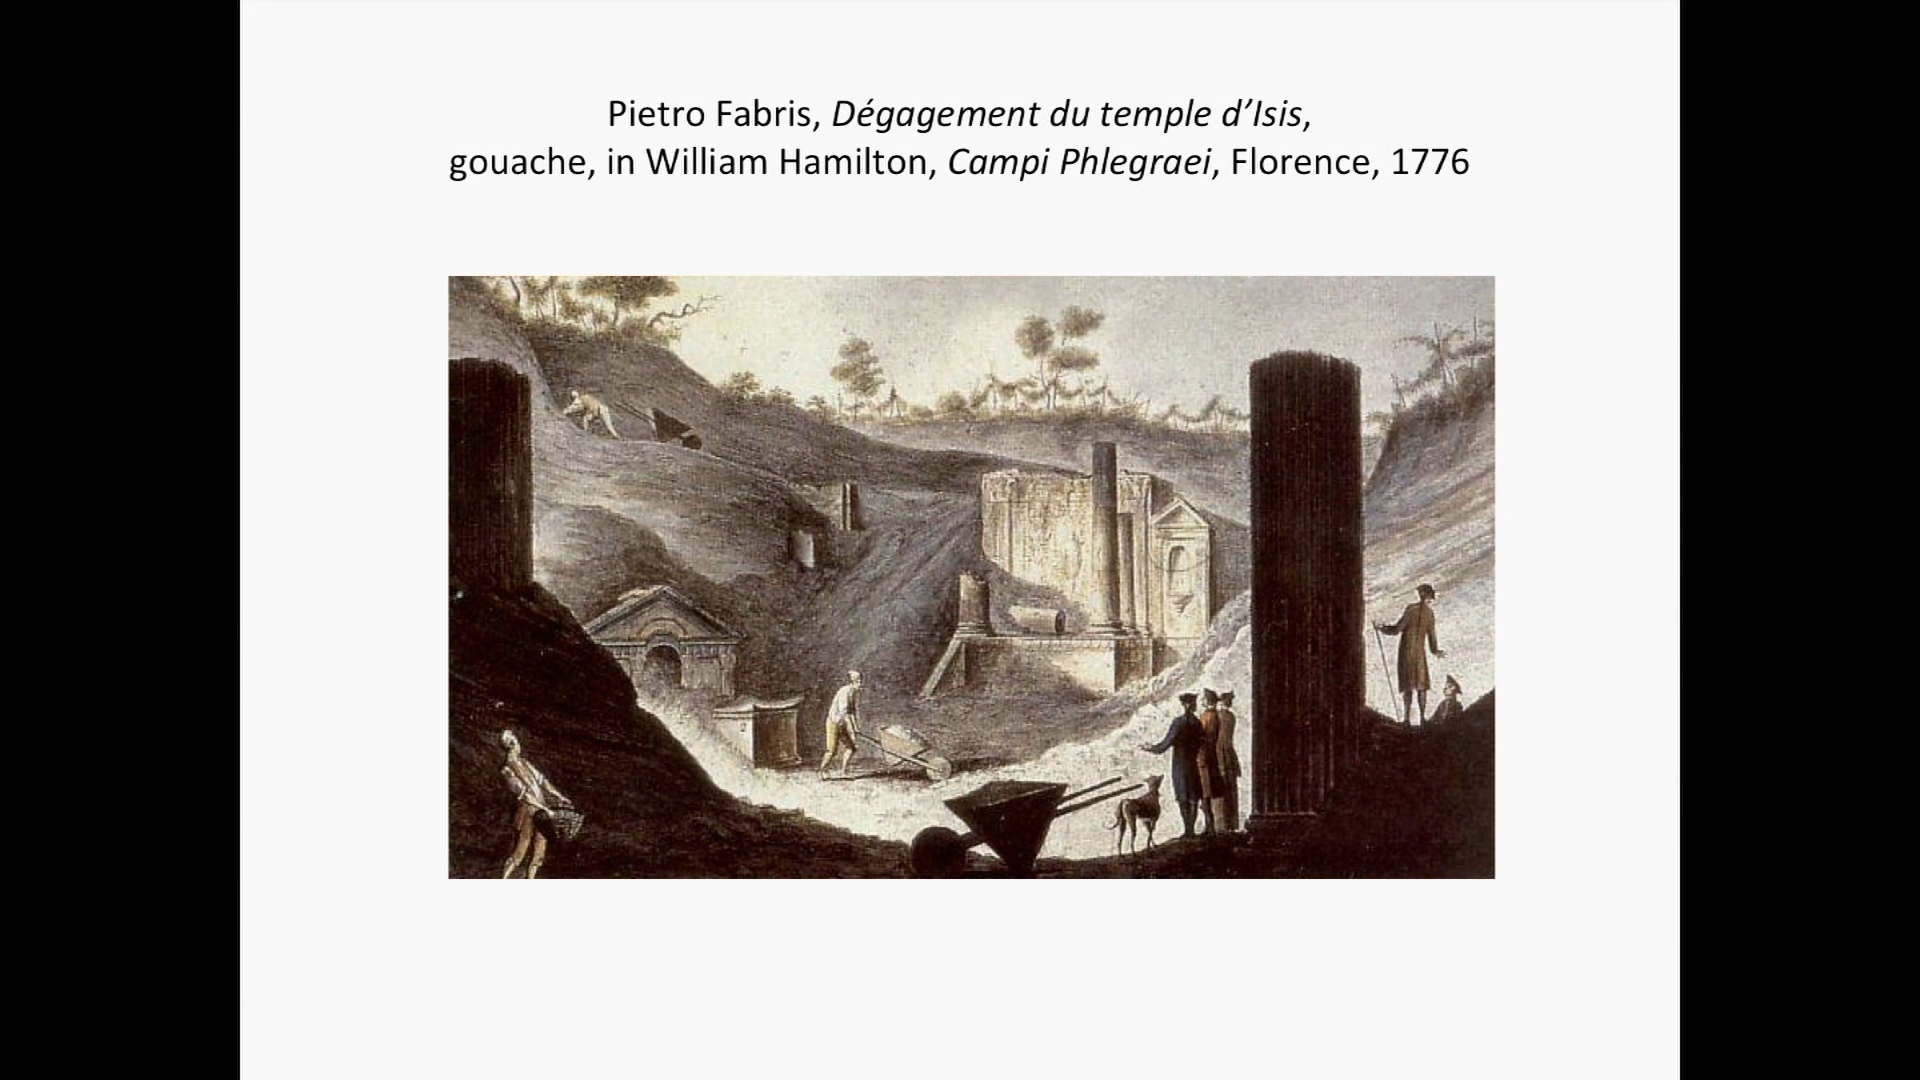 Pietro Fabris, Dégagement du temple d’Isis,
gouache, in William Hamilton, Campi Phlegraei, Florence, 1776